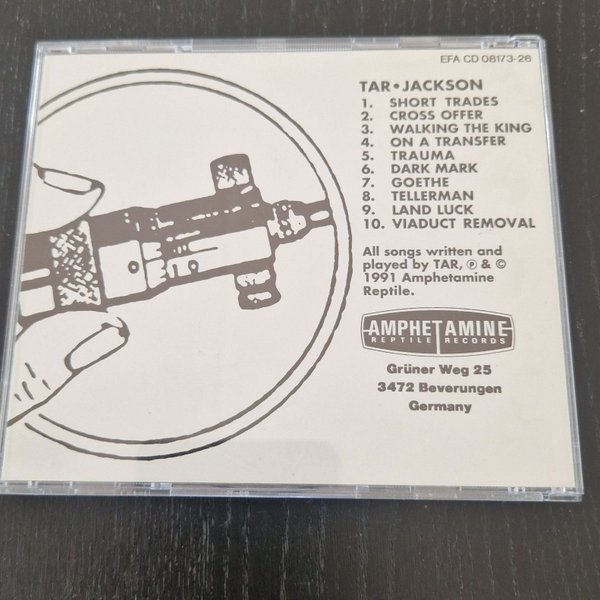 EFA CD 08173-26
TAR • JACKSON
1. SHORT TRADES
2. CROSS OFFER
3. WALKING THE KING
4. ON A TRANSFER
5. TRAUMA
6. DARK MARK
7. GOETHE
8. TELLERMAN
9. LAND LUCK
10. VIADUCT REMOVAL
All songs written and
played by TAR, ℗ & ©
1991 Amphetamine
Reptile.
AMPHETAMINE
REPTILE RECORDS
Grüner Weg 25
3472 Beverungen
Germany